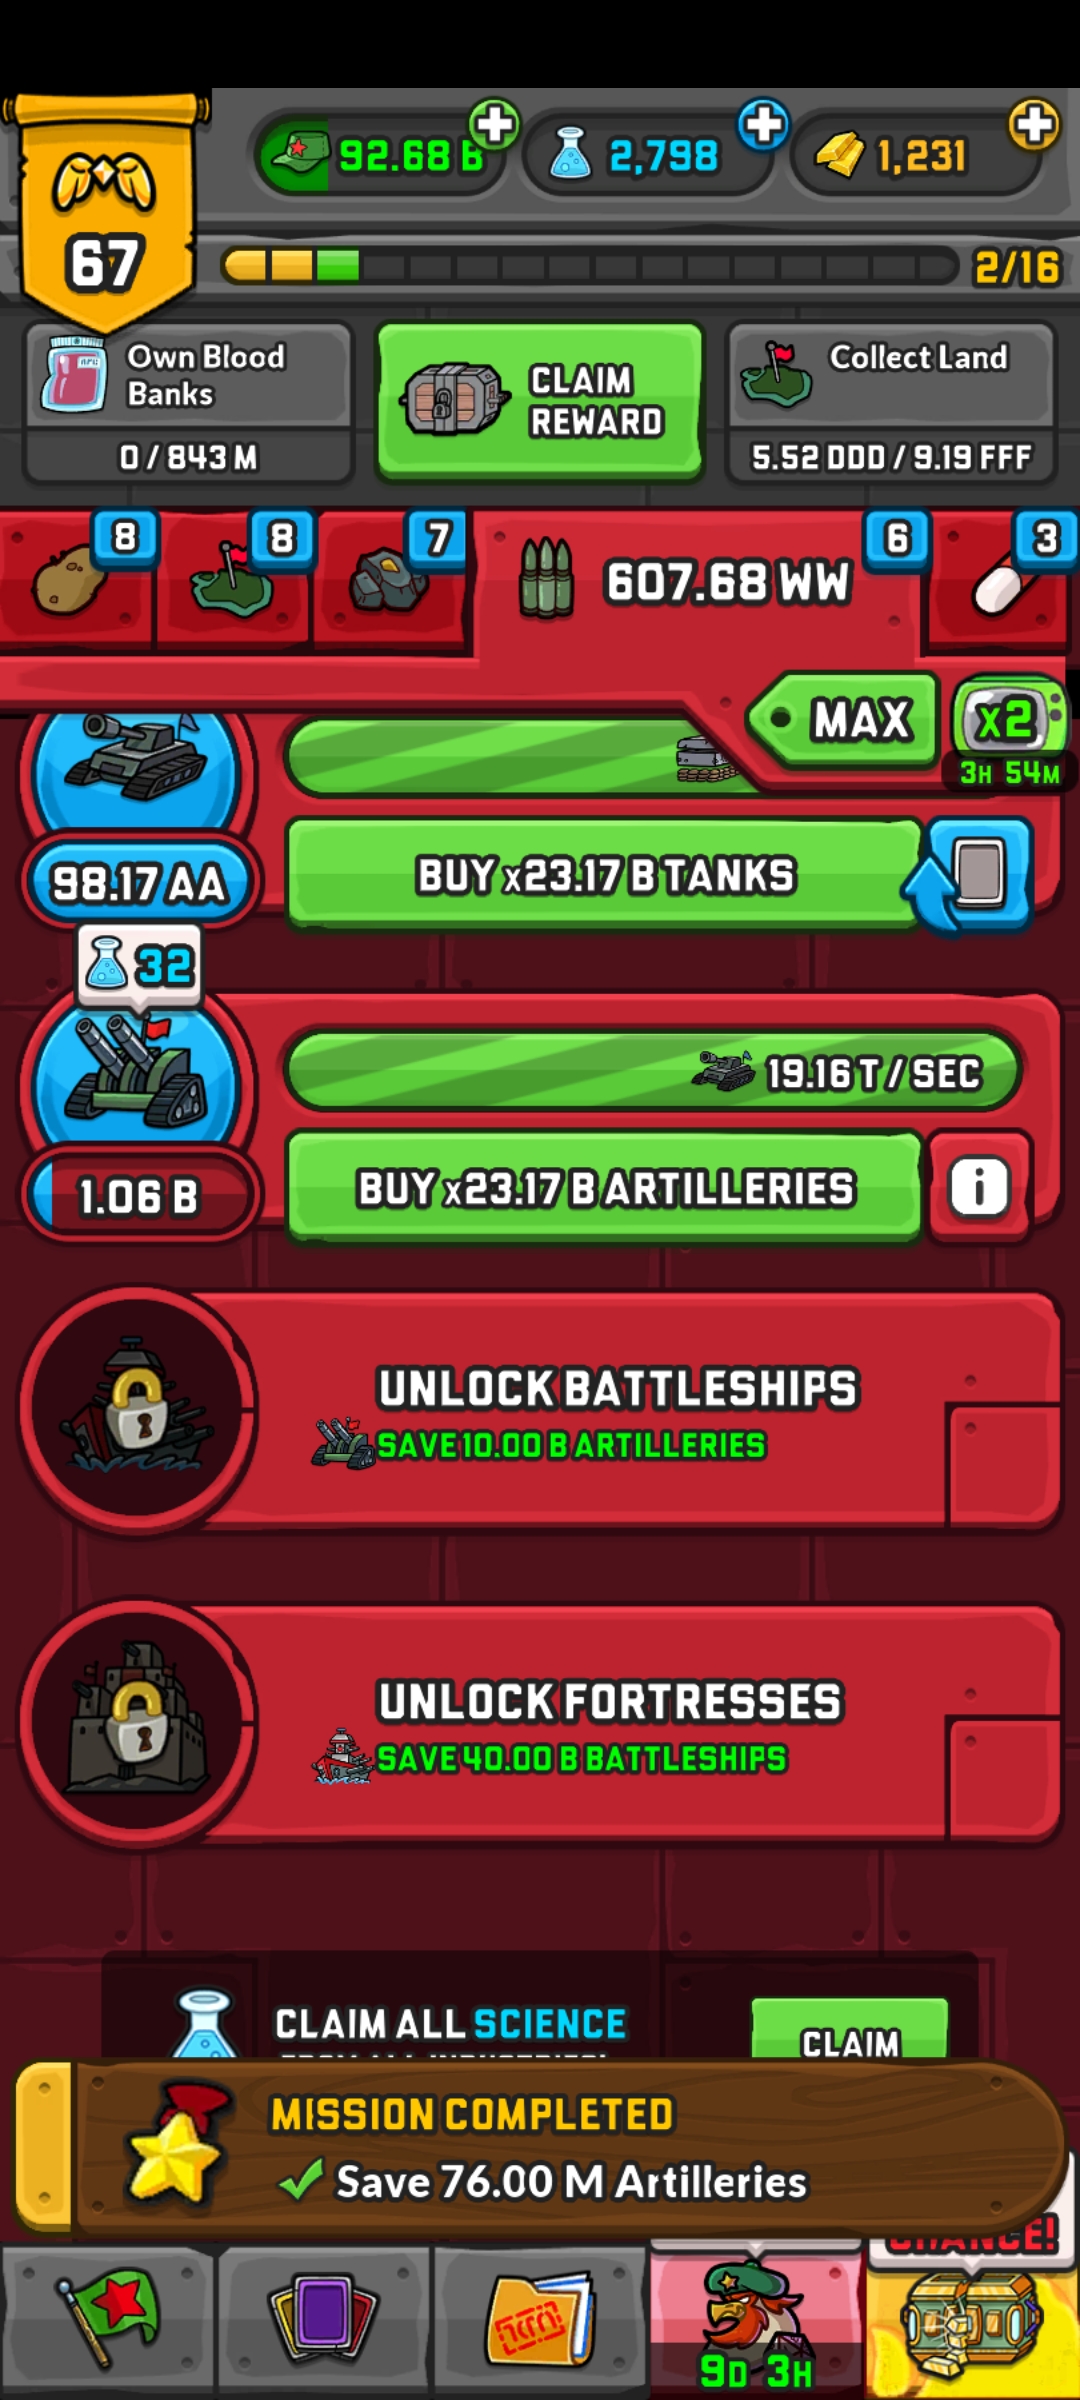 92.68 B
2,798
1,231
67
2/16
Own Blood
Banks
0 / 843 M
CLAIM
REWARD
Collect Land
5.52 DDD / 9.19 FFF
8
8
7
607.68 WW
6
3
MAX
x2
3H 54M
98.17 AA
BUY x23.17 B TANKS
32
19.16 T / SEC
1.06 B
BUY x23.17 B ARTILLERIES
i
UNLOCK BATTLESHIPS
SAVE 10.00 B ARTILLERIES
UNLOCK FORTRESSES
SAVE 40.00 B BATTLESHIPS
CLAIM ALL SCIENCE
CLAIM
MISSION COMPLETED
Save 76.00 M Artilleries
CHANCE!
9D 3H